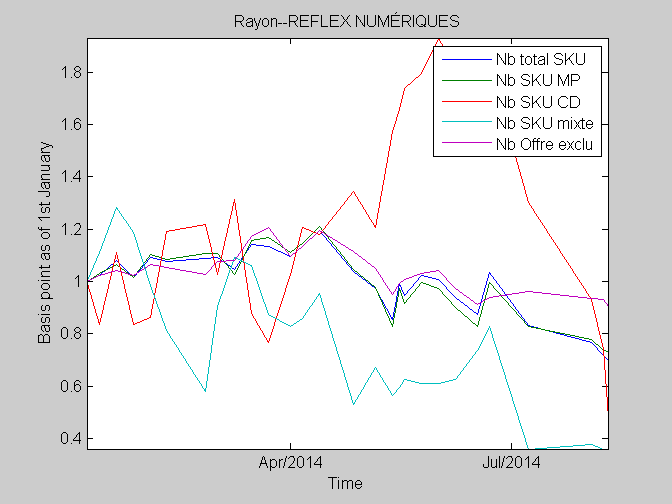 Rayon--REFLEX NUMÉRIQUES
1.8
1.6
1.4
1.2
1
0.8
0.6
0.4
Basis point as of 1st January
Nb total SKU
Nb SKU MP
Nb SKU CD
Nb SKU mixte
Nb Offre exclu
Apr/2014
Jul/2014
Time